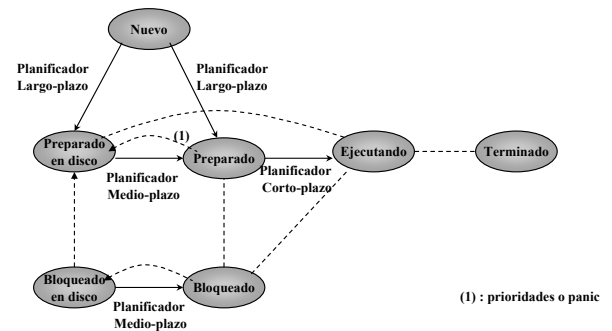 Nuevo
Planificador
Largo-plazo
Planificador
Largo-plazo
(1)
Preparado
en disco
Preparado
Ejecutando
Terminado
Planificador
Medio-plazo
Planificador
Corto-plazo
Bloqueado
en disco
Bloqueado
Planificador
Medio-plazo
(1) : prioridades o panic